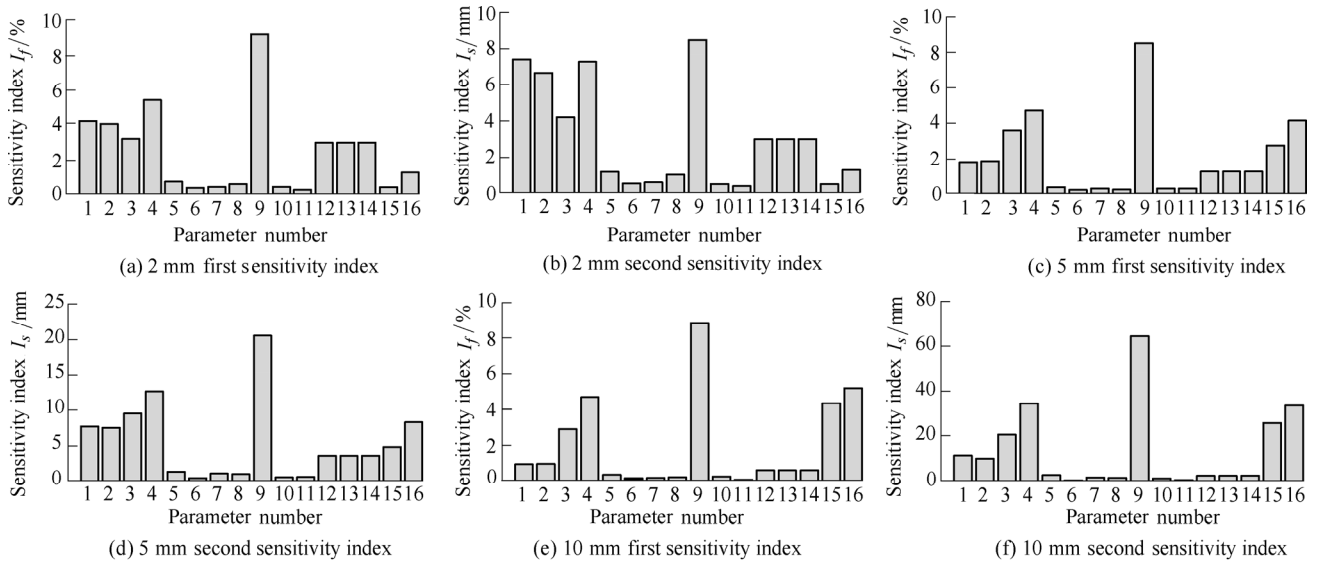 Sensitivity index I_f/%
10
8
6
4
2
0
1 2 3 4 5 6 7 8 9 10 11 12 13 14 15 16
Parameter number
(a) 2 mm first sensitivity index
Sensitivity index I_s/mm
10
8
6
4
2
0
1 2 3 4 5 6 7 8 9 10 11 12 13 14 15 16
Parameter number
(b) 2 mm second sensitivity index
Sensitivity index I_f/%
10
8
6
4
2
0
1 2 3 4 5 6 7 8 9 10 11 12 13 14 15 16
Parameter number
(c) 5 mm first sensitivity index
Sensitivity index I_s/mm
25
20
15
10
5
0
1 2 3 4 5 6 7 8 9 10 11 12 13 14 15 16
Parameter number
(d) 5 mm second sensitivity index
Sensitivity index I_f/%
10
8
6
4
2
0
1 2 3 4 5 6 7 8 9 10 11 12 13 14 15 16
Parameter number
(e) 10 mm first sensitivity index
Sensitivity index I_s/mm
80
60
40
20
0
1 2 3 4 5 6 7 8 9 10 11 12 13 14 15 16
Parameter number
(f) 10 mm second sensitivity index